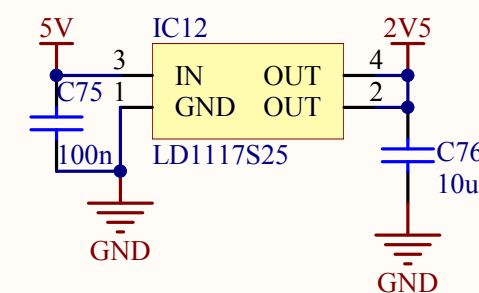 5V
IC12
2V5
3
IN
OUT
4
C75
1
GND
OUT
2
100n
LD1117S25
C76
10u
GND
GND